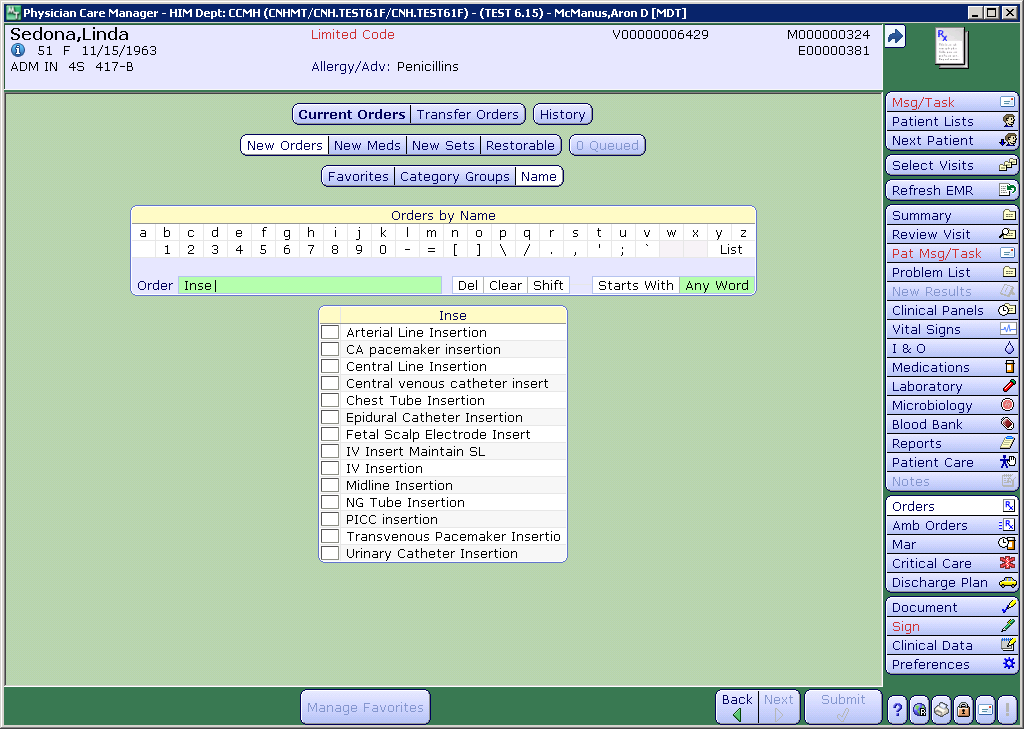 Physician Care Manager - HIM Dept: CCMH (CNHMT/CNH.TEST61F/CNH.TEST61F) - (TEST 6.15) - McManus,Aron D [MDT]
Sedona,Linda Limited Code V00000006429 M000000324
51 F 11/15/1963 E00000381
ADM IN 4S 417-B Allergy/Adv: Penicillins
Current Orders Transfer Orders History
New Orders New Meds New Sets Restorable 0 Queued
Favorites Category Groups Name
Orders by Name
a b c d e f g h i j k l m n o p q r s t u v w x y z
1 2 3 4 5 6 7 8 9 0 - = [ ] \ / . , ' ; ` List
Order Inse Del Clear Shift Starts With Any Word
Inse
Arterial Line Insertion
CA pacemaker insertion
Central Line Insertion
Central venous catheter insert
Chest Tube Insertion
Epidural Catheter Insertion
Fetal Scalp Electrode Insert
IV Insert Maintain SL
IV Insertion
Midline Insertion
NG Tube Insertion
PICC insertion
Transvenous Pacemaker Insertio
Urinary Catheter Insertion
Manage Favorites Back Next Submit
Rx
Msg/Task
Patient Lists
Next Patient
Select Visits
Refresh EMR
Summary
Review Visit
Pat Msg/Task
Problem List
New Results
Clinical Panels
Vital Signs
I & O
Medications
Laboratory
Microbiology
Blood Bank
Reports
Patient Care
Notes
Orders
Amb Orders
Mar
Critical Care
Discharge Plan
Document
Sign
Clinical Data
Preferences